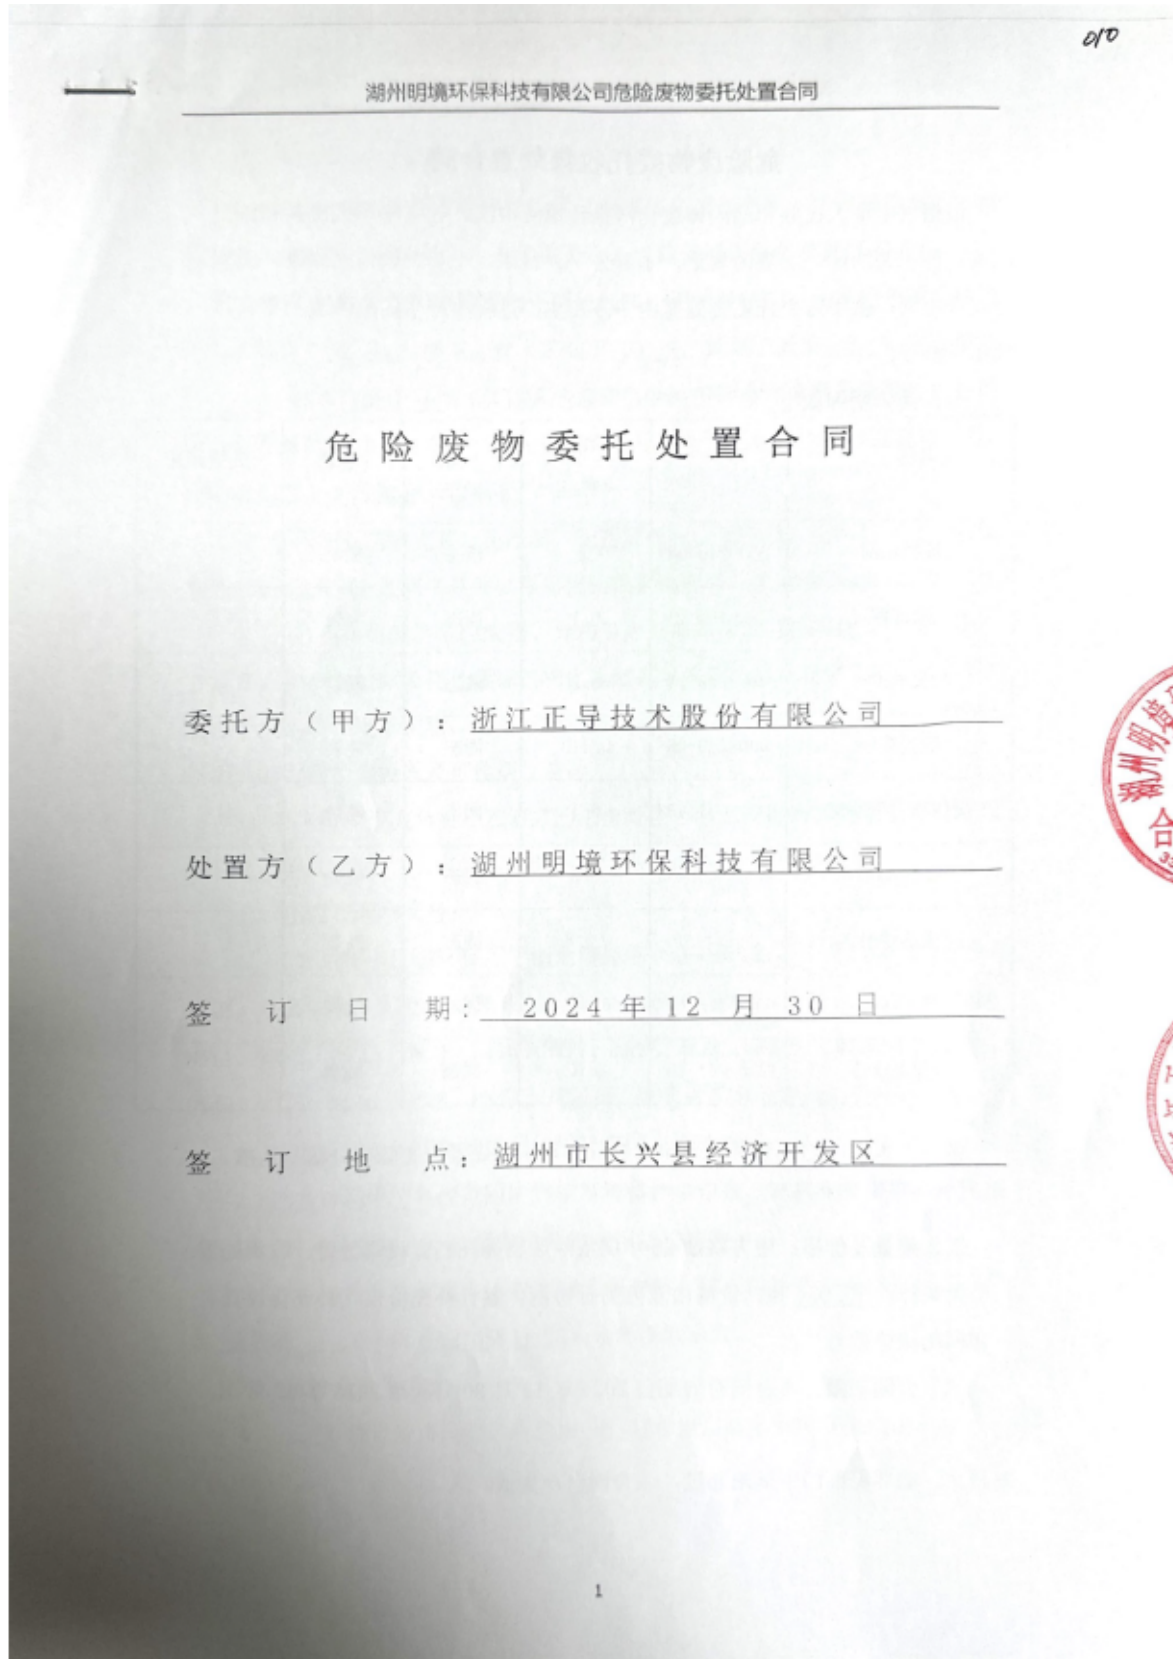 010
湖州明境环保科技有限公司危险废物委托处置合同
危险废物委托处置合同
委托方（甲方）：浙江正导技术股份有限公司
处置方（乙方）：湖州明境环保科技有限公司
签订日期：2024年12月30日
签订地点：湖州市长兴县经济开发区
湖州明境
合
1